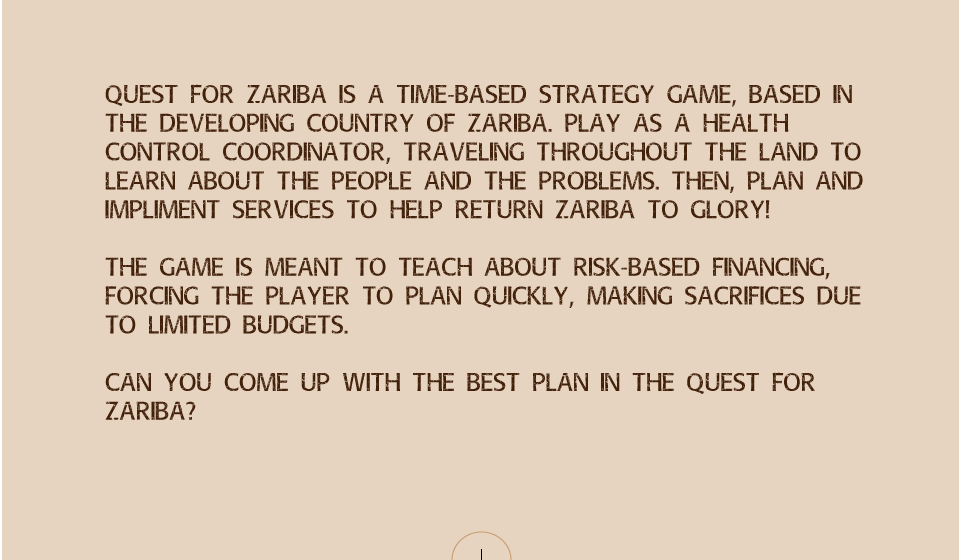 QUEST FOR ZARIBA IS A TIME-BASED STRATEGY GAME, BASED IN
THE DEVELOPING COUNTRY OF ZARIBA. PLAY AS A HEALTH
CONTROL COORDINATOR, TRAVELING THROUGHOUT THE LAND TO
LEARN ABOUT THE PEOPLE AND THE PROBLEMS. THEN, PLAN AND
IMPLIMENT SERVICES TO HELP RETURN ZARIBA TO GLORY!
THE GAME IS MEANT TO TEACH ABOUT RISK-BASED FINANCING,
FORCING THE PLAYER TO PLAN QUICKLY, MAKING SACRIFICES DUE
TO LIMITED BUDGETS.
CAN YOU COME UP WITH THE BEST PLAN IN THE QUEST FOR
ZARIBA?